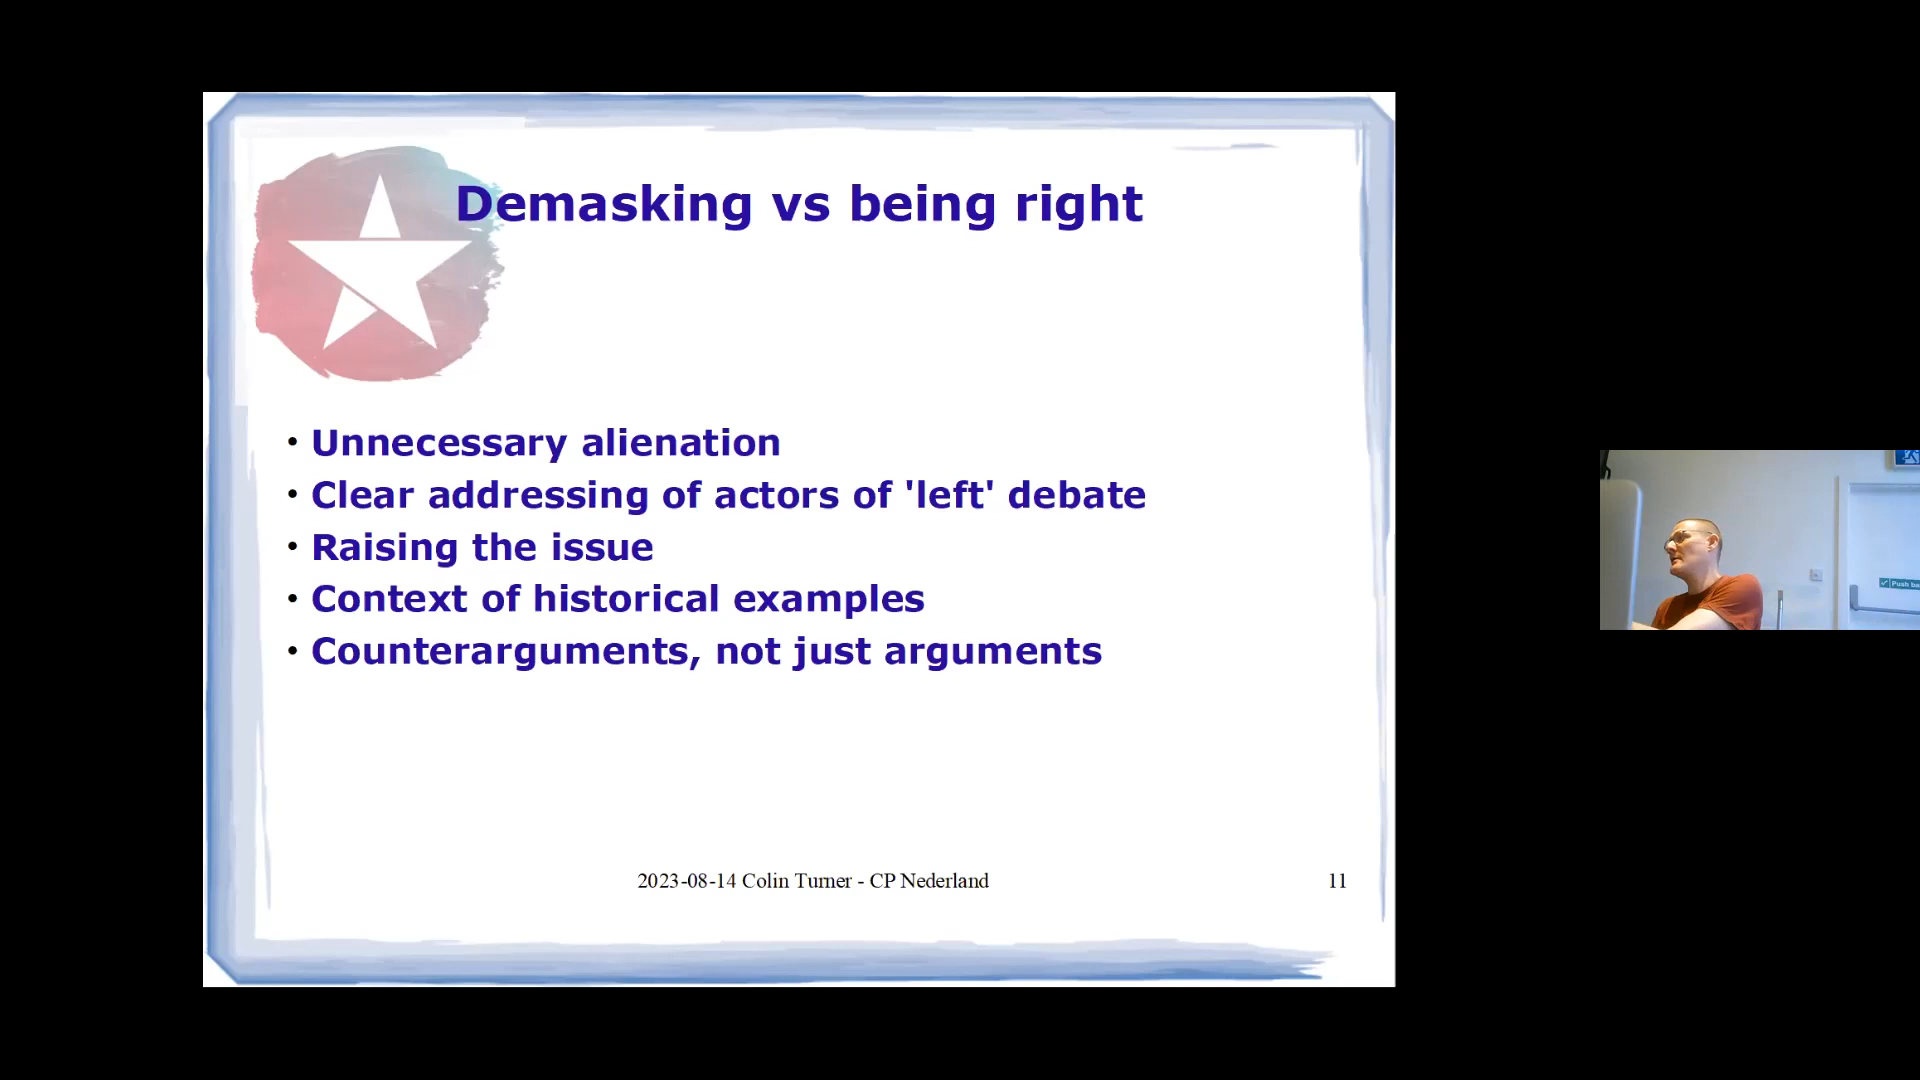 Demasking vs being right
• Unnecessary alienation
• Clear addressing of actors of 'left' debate
• Raising the issue
• Context of historical examples
• Counterarguments, not just arguments
2023-08-14 Colin Turner - CP Nederland
11
Push